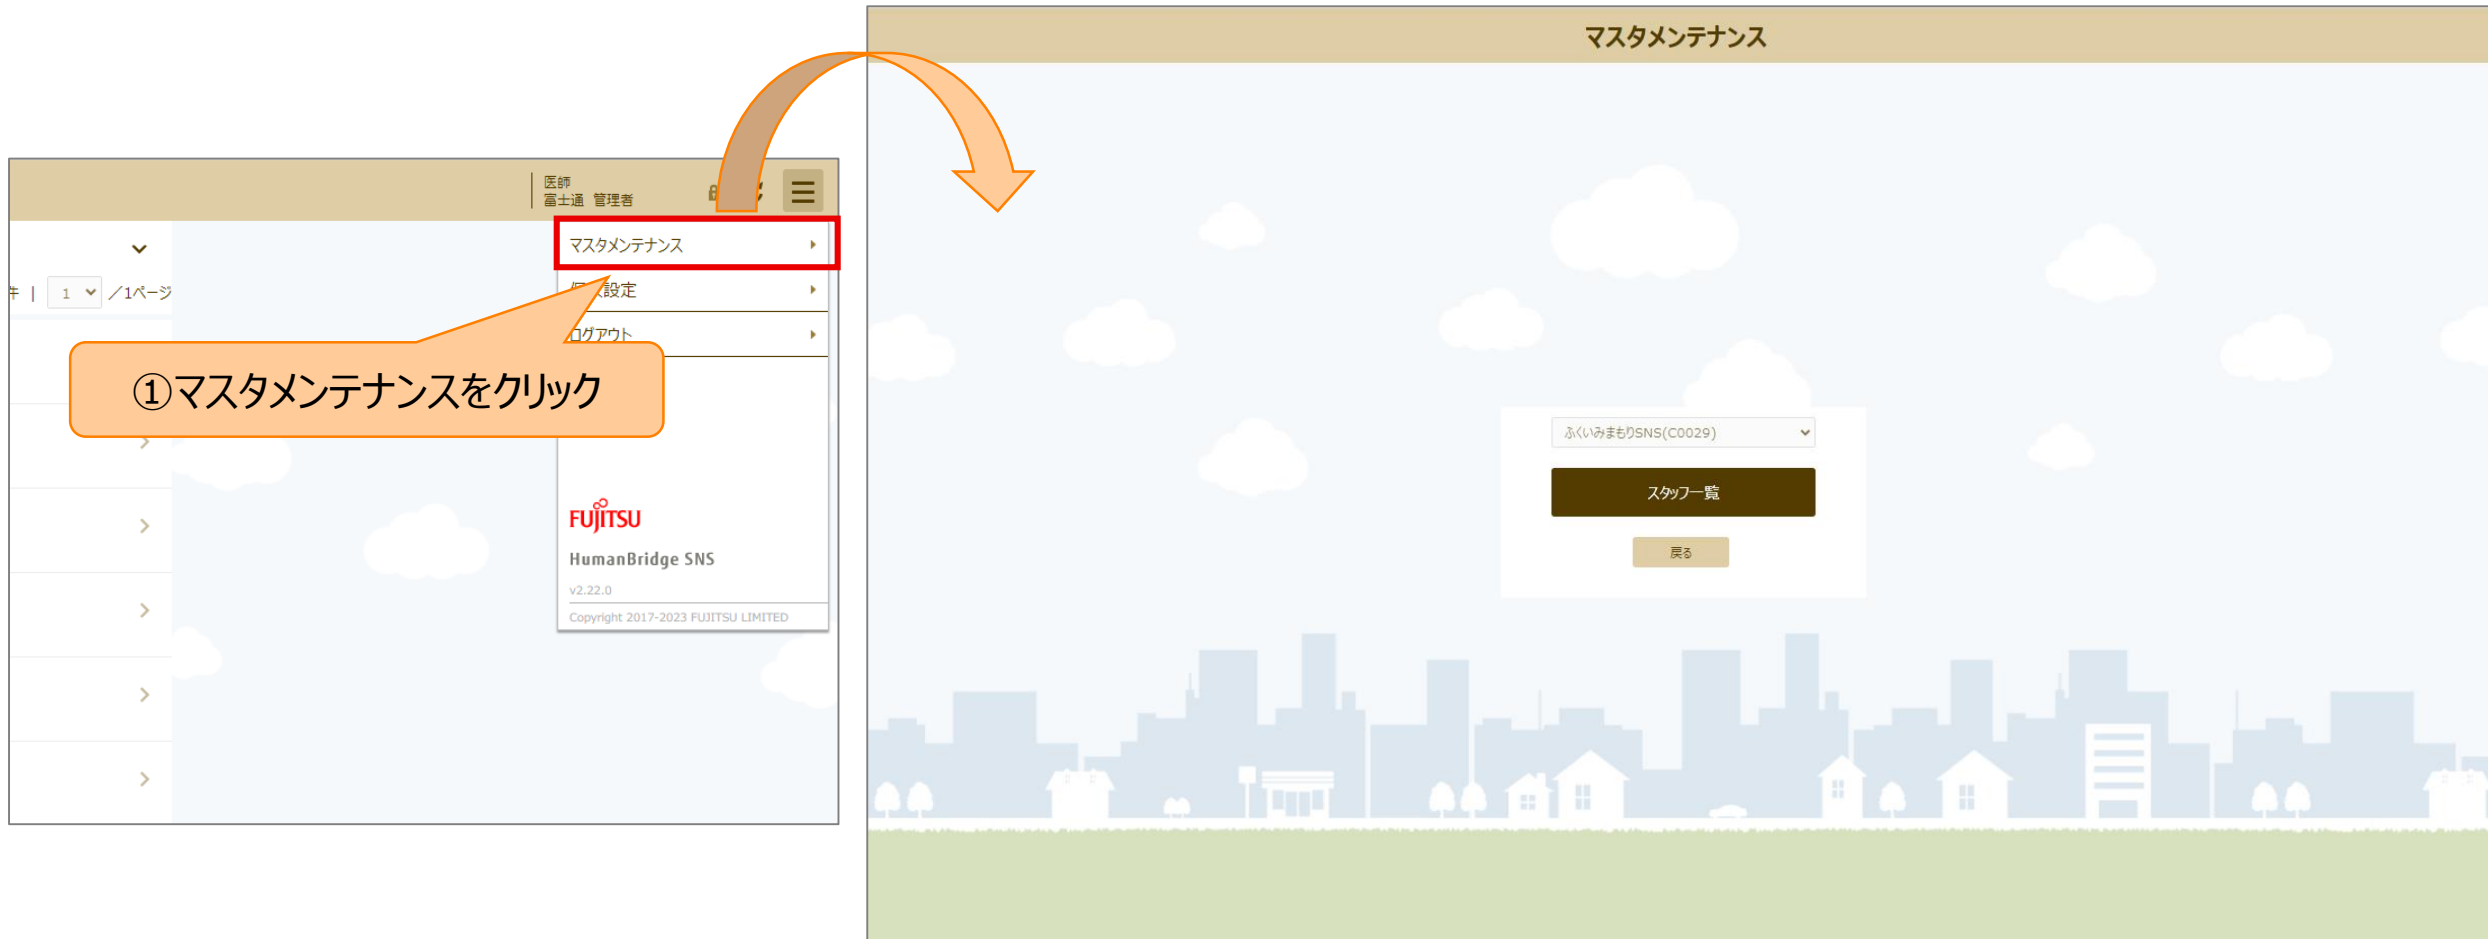 医師
富士通 管理者
マスタメンテナンス
設定
ログアウト
1
／1ページ
①マスタメンテナンスをクリック
FUJITSU
HumanBridge SNS
v2.22.0
Copyright 2017-2023 FUJITSU LIMITED
マスタメンテナンス
ふくいみまもりSNS(C0029)
スタッフ一覧
戻る